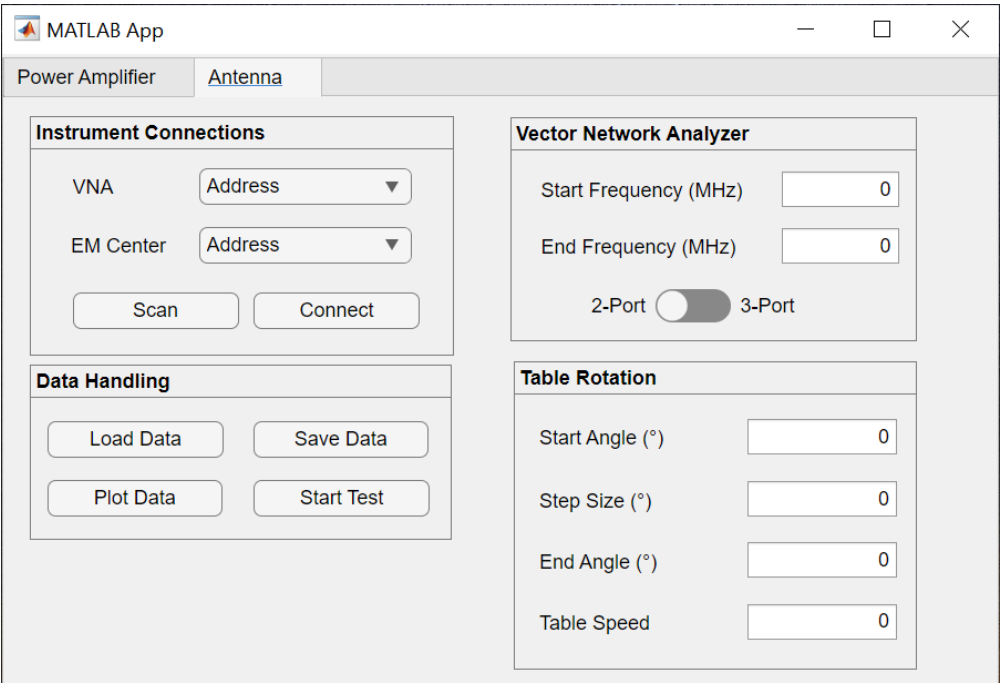 MATLAB App
Power Amplifier
Antenna
Instrument Connections
VNA
Address
EM Center
Address
Scan
Connect
Data Handling
Load Data
Save Data
Plot Data
Start Test
Vector Network Analyzer
Start Frequency (MHz)
0
End Frequency (MHz)
0
2-Port
3-Port
Table Rotation
Start Angle (°)
0
Step Size (°)
0
End Angle (°)
0
Table Speed
0